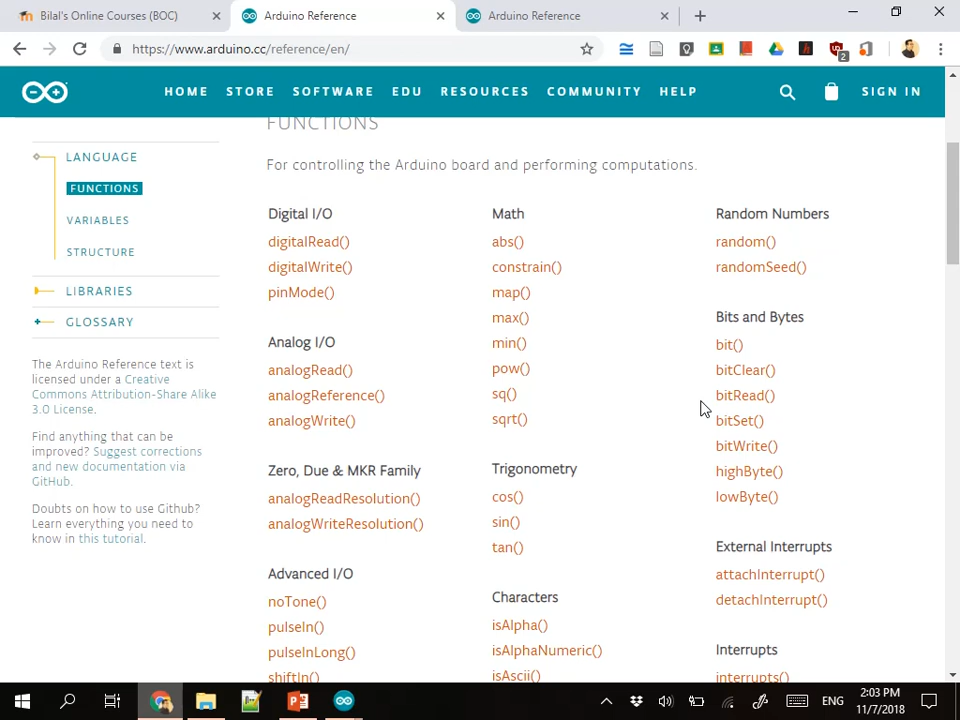 Bilal's Online Courses (BOC)
Arduino Reference
Arduino Reference
https://www.arduino.cc/reference/en/
2
HOME STORE SOFTWARE EDU RESOURCES COMMUNITY HELP
SIGN IN
LANGUAGE
FUNCTIONS
VARIABLES
STRUCTURE
LIBRARIES
GLOSSARY
The Arduino Reference text is
licensed under a Creative
Commons Attribution-Share Alike
3.0 License.
Find anything that can be
improved? Suggest corrections
and new documentation via
GitHub.
Doubts on how to use Github?
Learn everything you need to
know in this tutorial.
FUNCTIONS
For controlling the Arduino board and performing computations.
Digital I/O
digitalRead()
digitalWrite()
pinMode()
Analog I/O
analogRead()
analogReference()
analogWrite()
Zero, Due & MKR Family
analogReadResolution()
analogWriteResolution()
Advanced I/O
noTone()
pulseIn()
pulseInLong()
shiftIn()
Math
abs()
constrain()
map()
max()
min()
pow()
sq()
sqrt()
Trigonometry
cos()
sin()
tan()
Characters
isAlpha()
isAlphaNumeric()
isAscii()
Random Numbers
random()
randomSeed()
Bits and Bytes
bit()
bitClear()
bitRead()
bitSet()
bitWrite()
highByte()
lowByte()
External Interrupts
attachInterrupt()
detachInterrupt()
Interrupts
interrupts()
ENG
2:03 PM
11/7/2018